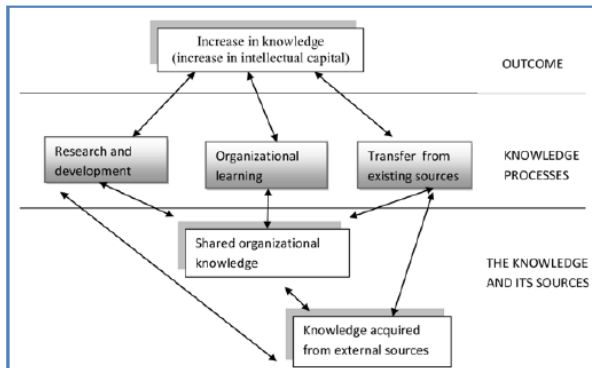 Increase in knowledge
(increase in intellectual capital)
OUTCOME
Research and
development
Organizational
learning
Transfer from
existing sources
KNOWLEDGE
PROCESSES
Shared organizational
knowledge
THE KNOWLEDGE
AND ITS SOURCES
Knowledge acquired
from external sources